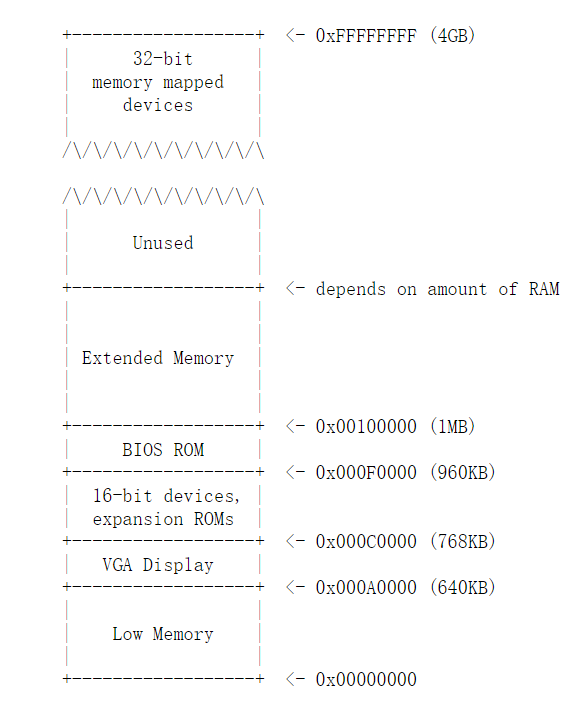 +------------------+  <- 0xFFFFFFFF (4GB)
|      32-bit      |
|  memory mapped   |
|     devices      |
|                  |
/\/\/\/\/\/\/\/\/\/\
/\/\/\/\/\/\/\/\/\/\
|                  |
|      Unused      |
|                  |
+------------------+  <- depends on amount of RAM
|                  |
|                  |
| Extended Memory  |
|                  |
|                  |
+------------------+  <- 0x00100000 (1MB)
|     BIOS ROM     |
+------------------+  <- 0x000F0000 (960KB)
|  16-bit devices, |
|  expansion ROMs  |
+------------------+  <- 0x000C0000 (768KB)
|   VGA Display    |
+------------------+  <- 0x000A0000 (640KB)
|                  |
|    Low Memory    |
|                  |
+------------------+  <- 0x00000000